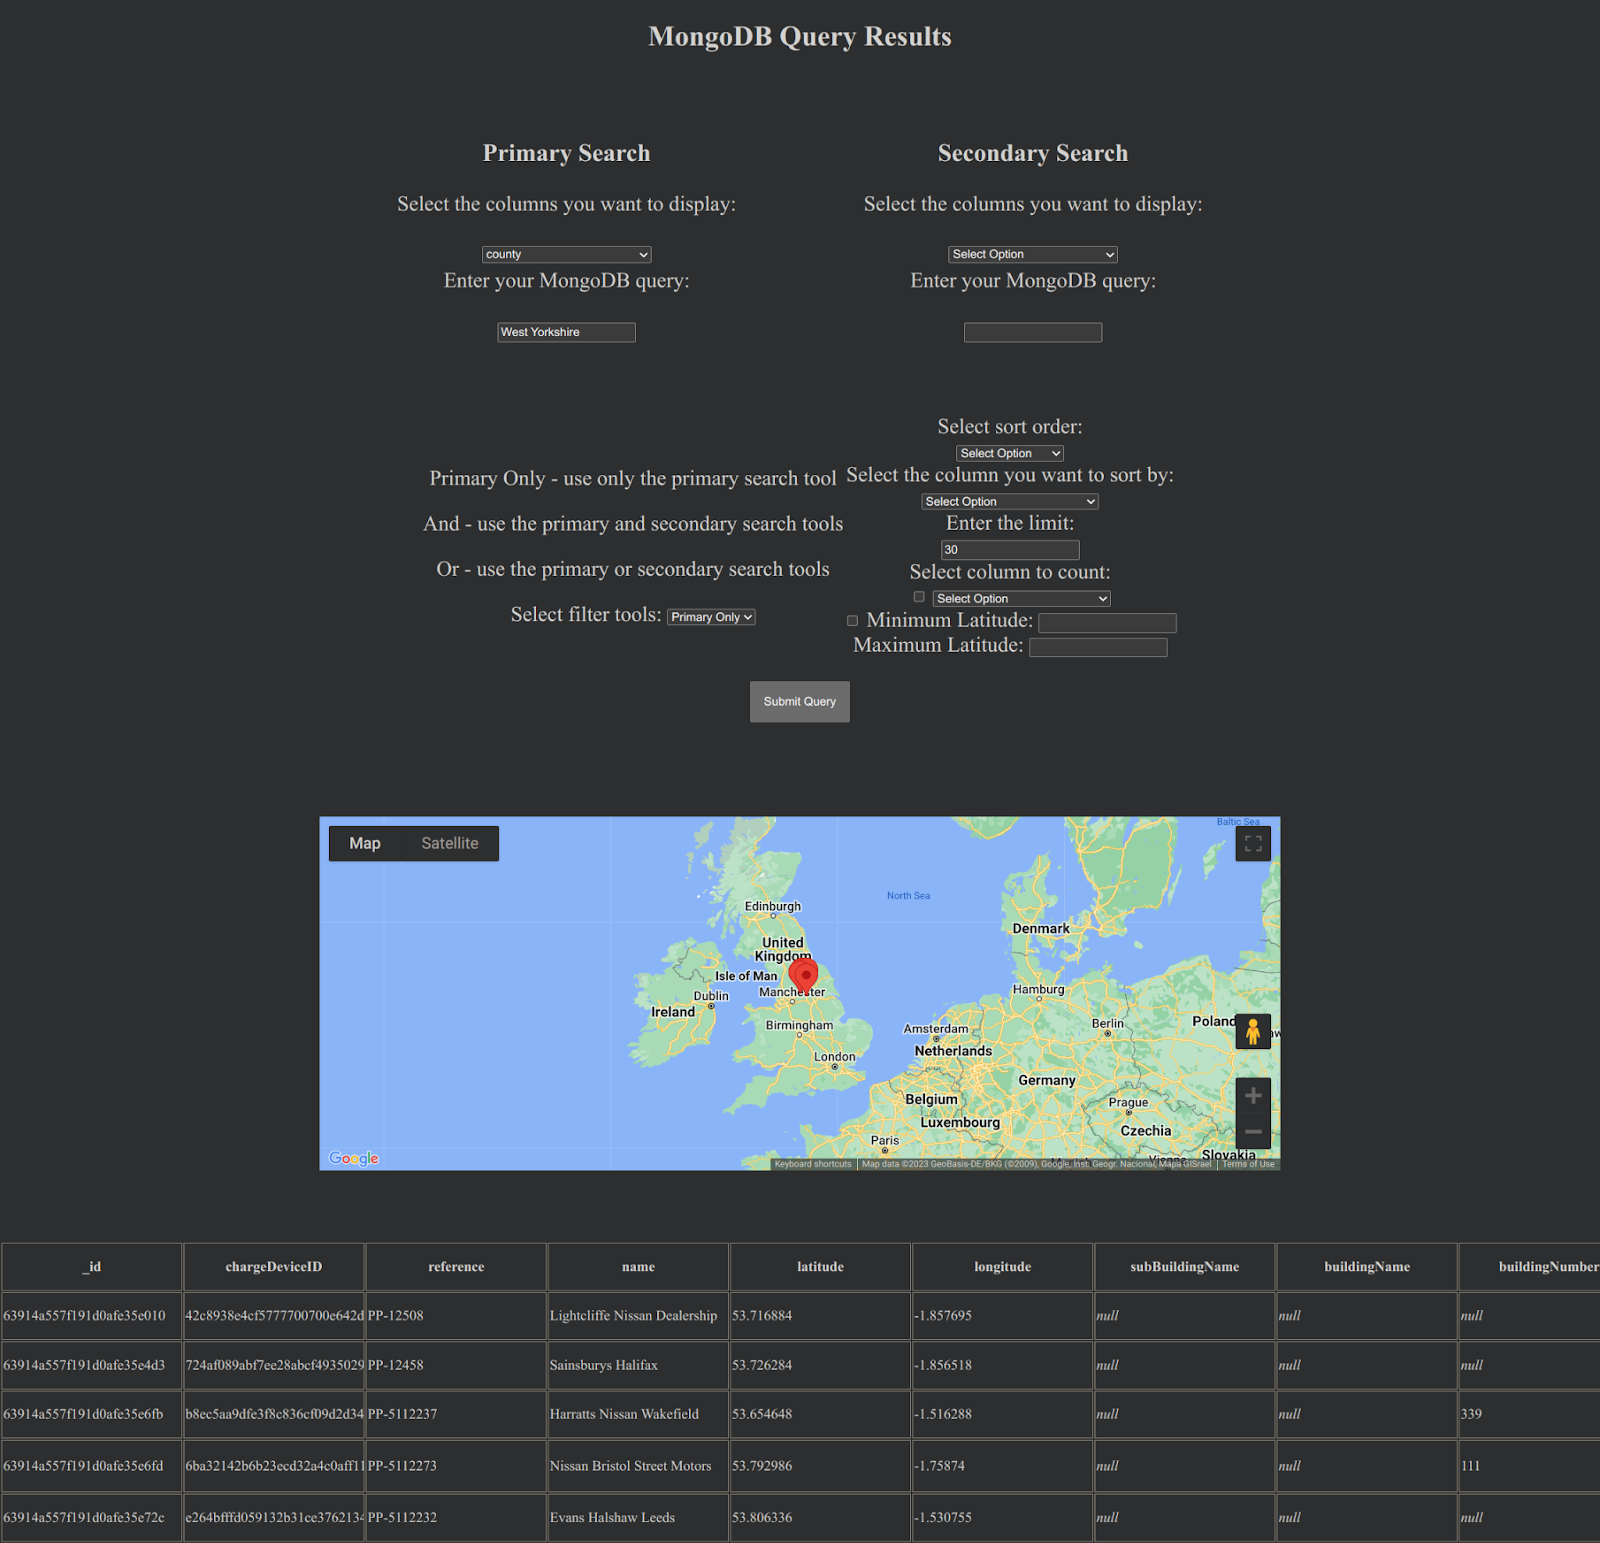 MongoDB Query Results
Primary Search
Select the columns you want to display:
county
Enter your MongoDB query:
West Yorkshire
Secondary Search
Select the columns you want to display:
Select Option
Enter your MongoDB query:
Primary Only - use only the primary search tool
And - use the primary and secondary search tools
Or - use the primary or secondary search tools
Select filter tools: Primary Only
Select sort order:
Select Option
Select the column you want to sort by:
Select Option
Enter the limit:
30
Select column to count:
Select Option
Minimum Latitude:
Maximum Latitude:
Submit Query
Map Satellite
Baltic Sea
North Sea
Edinburgh
Denmark
United
Kingdom
Isle of Man
Manchester
Hamburg
Dublin
Ireland
Poland
Birmingham
Amsterdam
Berlin
Netherlands
London
Germany
Belgium
Prague
Luxembourg
Czechia
Paris
Slovakia
Vienna
Google
Keyboard shortcuts Map data ©2023 GeoBasis-DE/BKG (©2009), Google, Inst. Geogr. Nacional, Mapa GISrael Terms of Use
_id chargeDeviceID reference name latitude longitude subBuildingName buildingName buildingNumber
63914a557f191d0afe35e010 42c8938e4cf5777700700e642d PP-12508 Lightcliffe Nissan Dealership 53.716884 -1.857695 null null null
63914a557f191d0afe35e4d3 724af089abf7ee28abcf4935029 PP-12458 Sainsburys Halifax 53.726284 -1.856518 null null null
63914a557f191d0afe35e6fb b8ec5aa9dfe3f8c836cf09d2d34 PP-5112237 Harratts Nissan Wakefield 53.654648 -1.516288 null null 339
63914a557f191d0afe35e6fd 6ba32142b6b23ecd32a4c0aff11 PP-5112273 Nissan Bristol Street Motors 53.792986 -1.75874 null null 111
63914a557f191d0afe35e72c e264bfffd059132b31ce3762134 PP-5112232 Evans Halshaw Leeds 53.806336 -1.530755 null null null